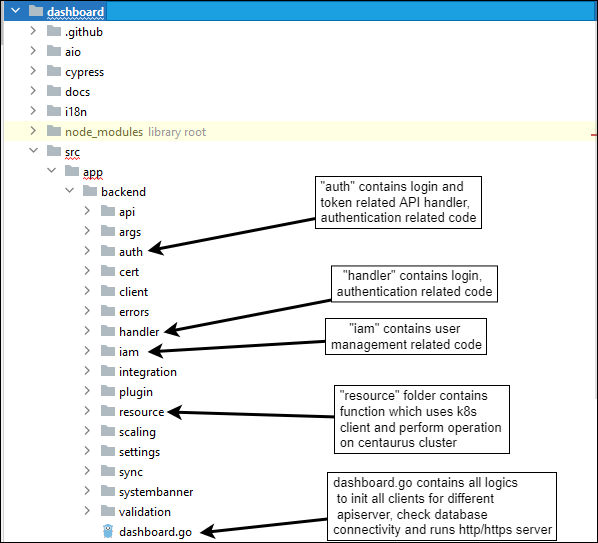 dashboard
.github
aio
cypress
docs
i18n
node_modules library root
src
app
backend
api
args
auth
cert
client
errors
handler
iam
integration
plugin
resource
scaling
settings
sync
systembanner
validation
dashboard.go
"auth" contains login and
token related API handler,
authentication related code
"handler" contains login,
authentication related code
"iam" contains user
management related code
"resource" folder contains
function which uses k8s
client and perform operation
on centaurus cluster
dashboard.go contains all logics
to init all clients for different
apiserver, check database
connectivity and runs http/https server